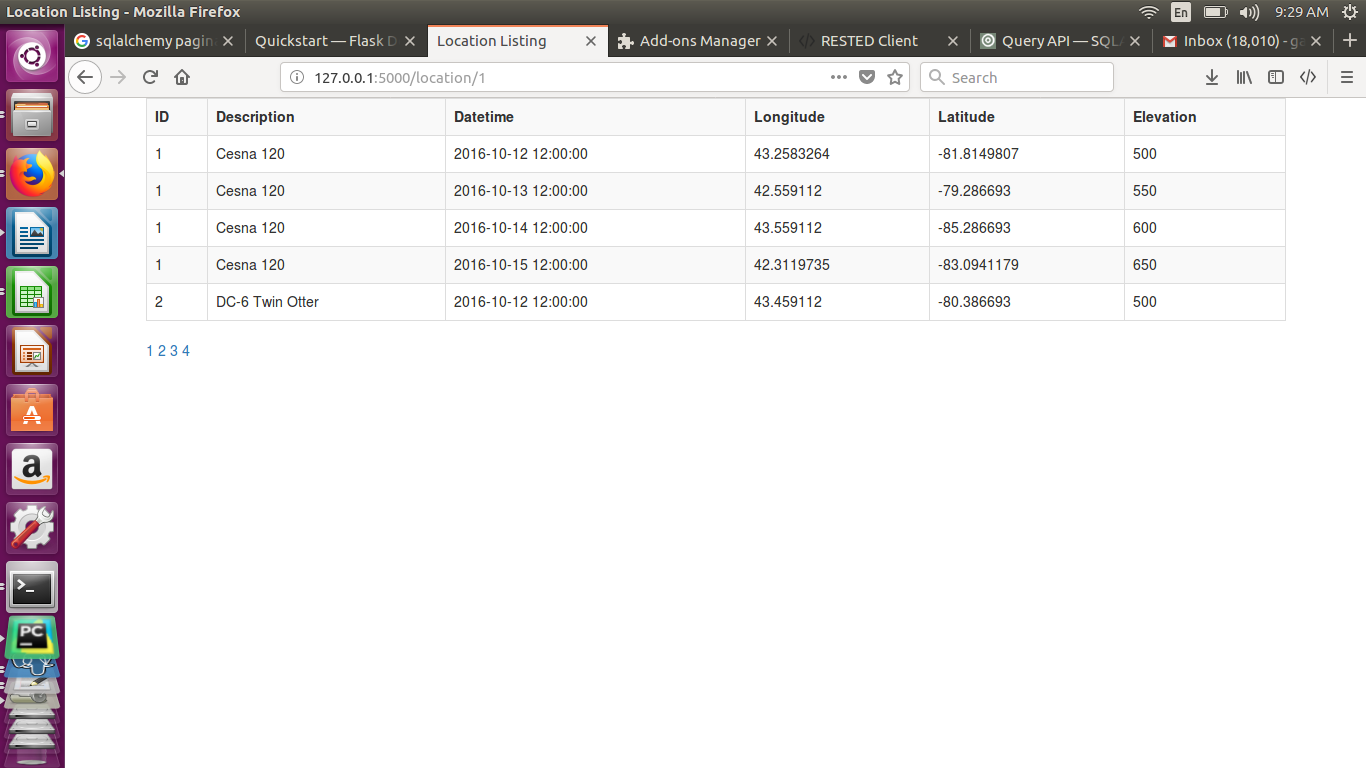 Location Listing - Mozilla Firefox
En
9:29 AM
sqlalchemy pagin
Quickstart — Flask D
Location Listing
Add-ons Manager
RESTED Client
Query API — SQL
Inbox (18,010) - ga
127.0.0.1:5000/location/1
Search
ID Description Datetime Longitude Latitude Elevation
1 Cesna 120 2016-10-12 12:00:00 43.2583264 -81.8149807 500
1 Cesna 120 2016-10-13 12:00:00 42.559112 -79.286693 550
1 Cesna 120 2016-10-14 12:00:00 43.559112 -85.286693 600
1 Cesna 120 2016-10-15 12:00:00 42.3119735 -83.0941179 650
2 DC-6 Twin Otter 2016-10-12 12:00:00 43.459112 -80.386693 500
1 2 3 4
PC